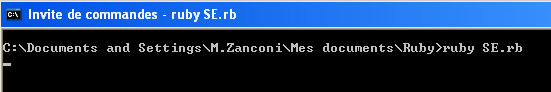 Invite de commandes - ruby SE.rb
C:\Documents and Settings\M.Zanconi\Mes documents\Ruby>ruby SE.rb